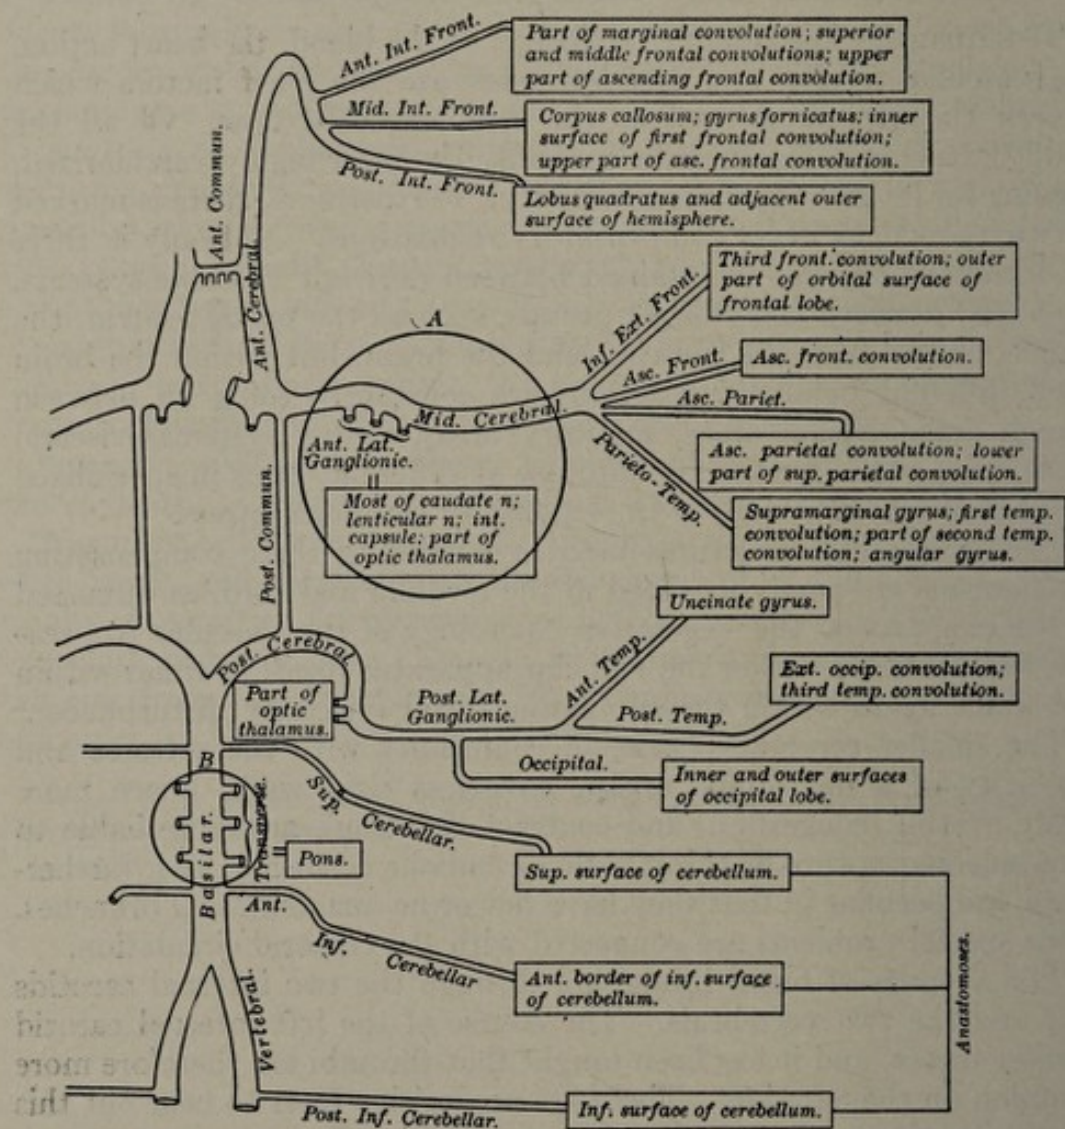 Ant. Int. Front.
Part of marginal convolution; superior
and middle frontal convolutions; upper
part of ascending frontal convolution.
Mid. Int. Front.
Corpus callosum; gyrus fornicatus; inner
surface of first frontal convolution;
upper part of asc. frontal convolution.
Post. Int. Front.
Lobus quadratus and adjacent outer
surface of hemisphere.
Ant. Commun.
Ant. Cerebral.
Third front. convolution; outer
part of orbital surface of
frontal lobe.
Inf. Ext. Front.
A
Asc. Front.
Asc. front. convolution.
Asc. Pariet.
Mid. Cerebral.
Ant. Lat.
Ganglionic.
Asc. parietal convolution; lower
part of sup. parietal convolution.
Parieto-Temp.
Most of caudate n;
lenticular n; int.
capsule; part of
optic thalamus.
Supramarginal gyrus; first temp.
convolution; part of second temp.
convolution; angular gyrus.
Post. Commun.
Uncinate gyrus.
Post. Cerebral.
Ant. Temp.
Ext. occip. convolution;
third temp. convolution.
Part of
optic
thalamus.
Post. Lat.
Ganglionic.
Post. Temp.
Occipital.
Inner and outer surfaces
of occipital lobe.
B
Sup. Cerebellar.
Basilar.
Transverse.
Pons.
Sup. surface of cerebellum.
Ant. Inf. Cerebellar
Ant. border of inf. surface
of cerebellum.
Anastomoses.
Vertebral.
Post. Inf. Cerebellar.
Inf. surface of cerebellum.